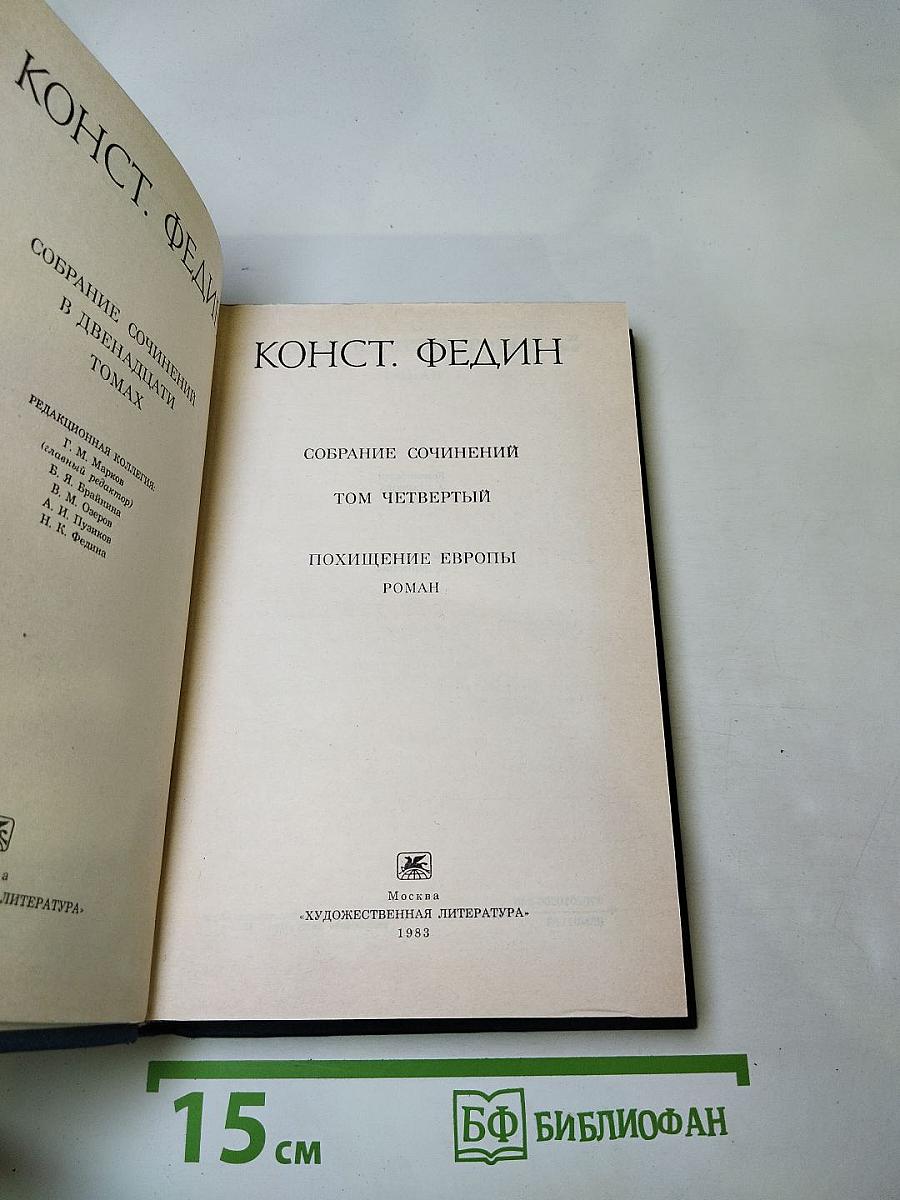 КОНСТ. ФЕДИН
СОБРАНИЕ СОЧИНЕНИЙ
В ДВЕНАДЦАТИ
ТОМАХ
РЕДАКЦИОННАЯ КОЛЛЕГИЯ:
Г. М. Марков
(главный редактор)
Б. Я. Брайнина
В. М. Озеров
А. И. Пузиков
Н. К. Федина
ЛИТЕРАТУРА»
КОНСТ. ФЕДИН
СОБРАНИЕ СОЧИНЕНИЙ
ТОМ ЧЕТВЕРТЫЙ
ПОХИЩЕНИЕ ЕВРОПЫ
РОМАН
Москва
«ХУДОЖЕСТВЕННАЯ ЛИТЕРАТУРА»
1983
15 см
БФ БИБЛИОФАН